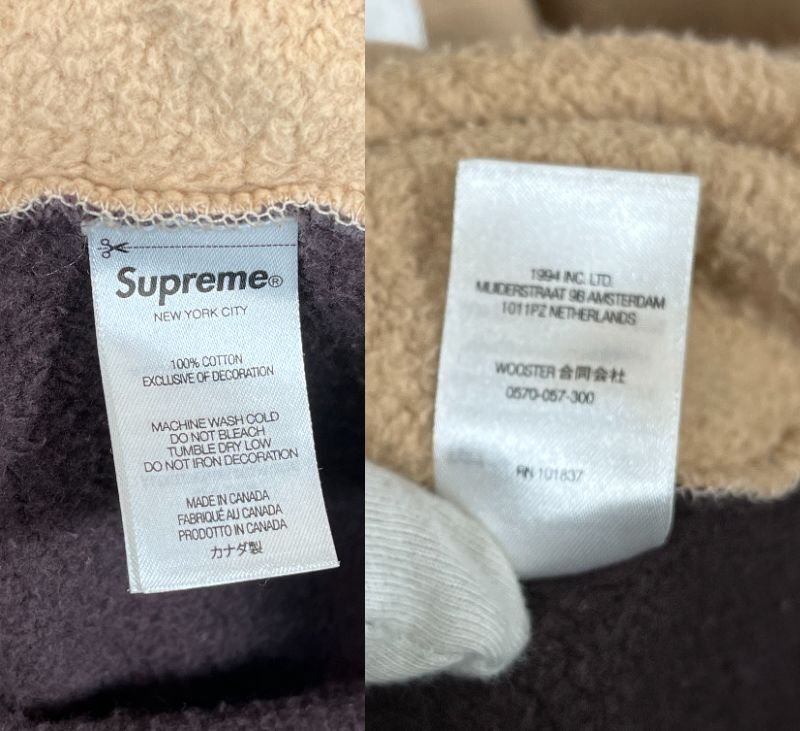 Supreme®
NEW YORK CITY
100% COTTON
EXCLUSIVE OF DECORATION
MACHINE WASH COLD
DO NOT BLEACH
TUMBLE DRY LOW
DO NOT IRON DECORATION
MADE IN CANADA
FABRIQUÉ AU CANADA
PRODOTTO IN CANADA
カナダ製
1994 INC. LTD.
MUIDERSTRAAT 9B AMSTERDAM
1011PZ NETHERLANDS
WOOSTER 合同会社
0570-057-300
RN 101837